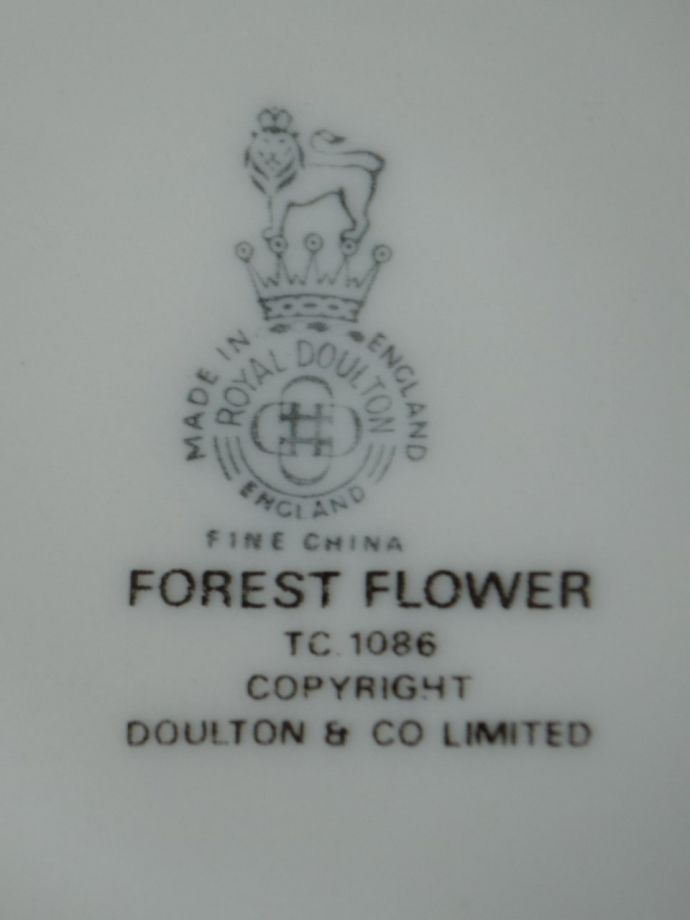 MADE IN ENGLAND
ROYAL DOULTON
ENGLAND
FINE CHINA
FOREST FLOWER
TC.1086
COPYRIGHT
DOULTON & CO LIMITED